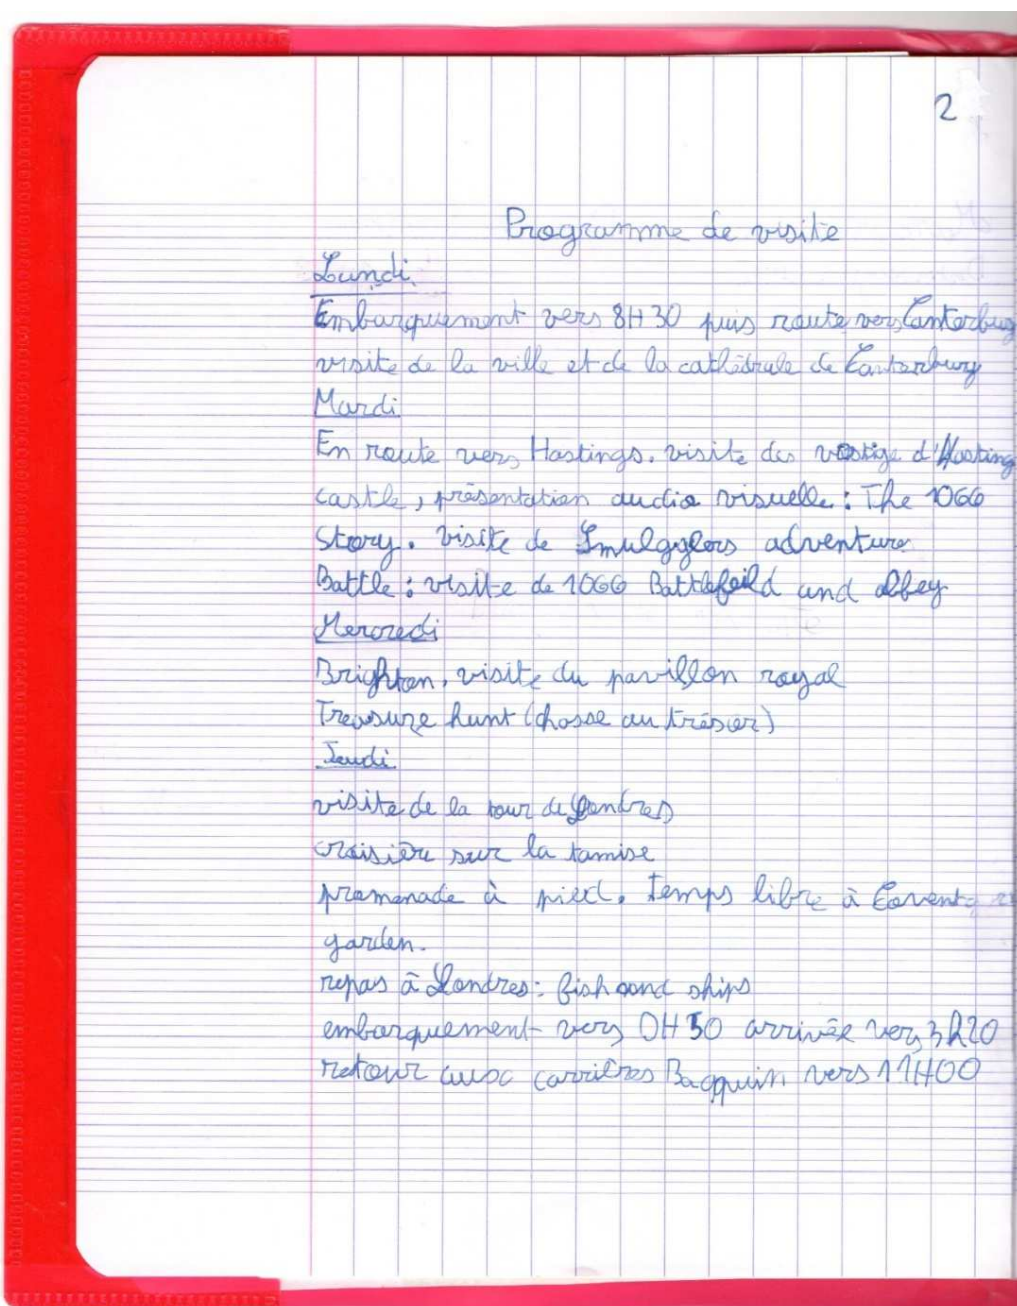 2
Programme de visite
Lundi
Embarquement vers 8H30 puis route vers Canterbury
visite de la ville et de la cathédrale de Canterbury
Mardi
En route vers Hastings. visite des vestige d'Hasting
castle, présentation audio visuelle : The 1066
Story. visite de Smulgglers adventure
Battle : visite de 1066 Battlefeild and abbey
Mercredi
Brighton, visite du pavillon royal
Treasure hunt (chasse au trésor)
Jeudi
visite de la tour de Londres
croisière sur la tamise
promenade à pied. temps libre à Covent
garden.
repas à Londres : fish and ships
embarquement vers 0H50 arrivée vers 3h20
retour aux carrières vers 11H00